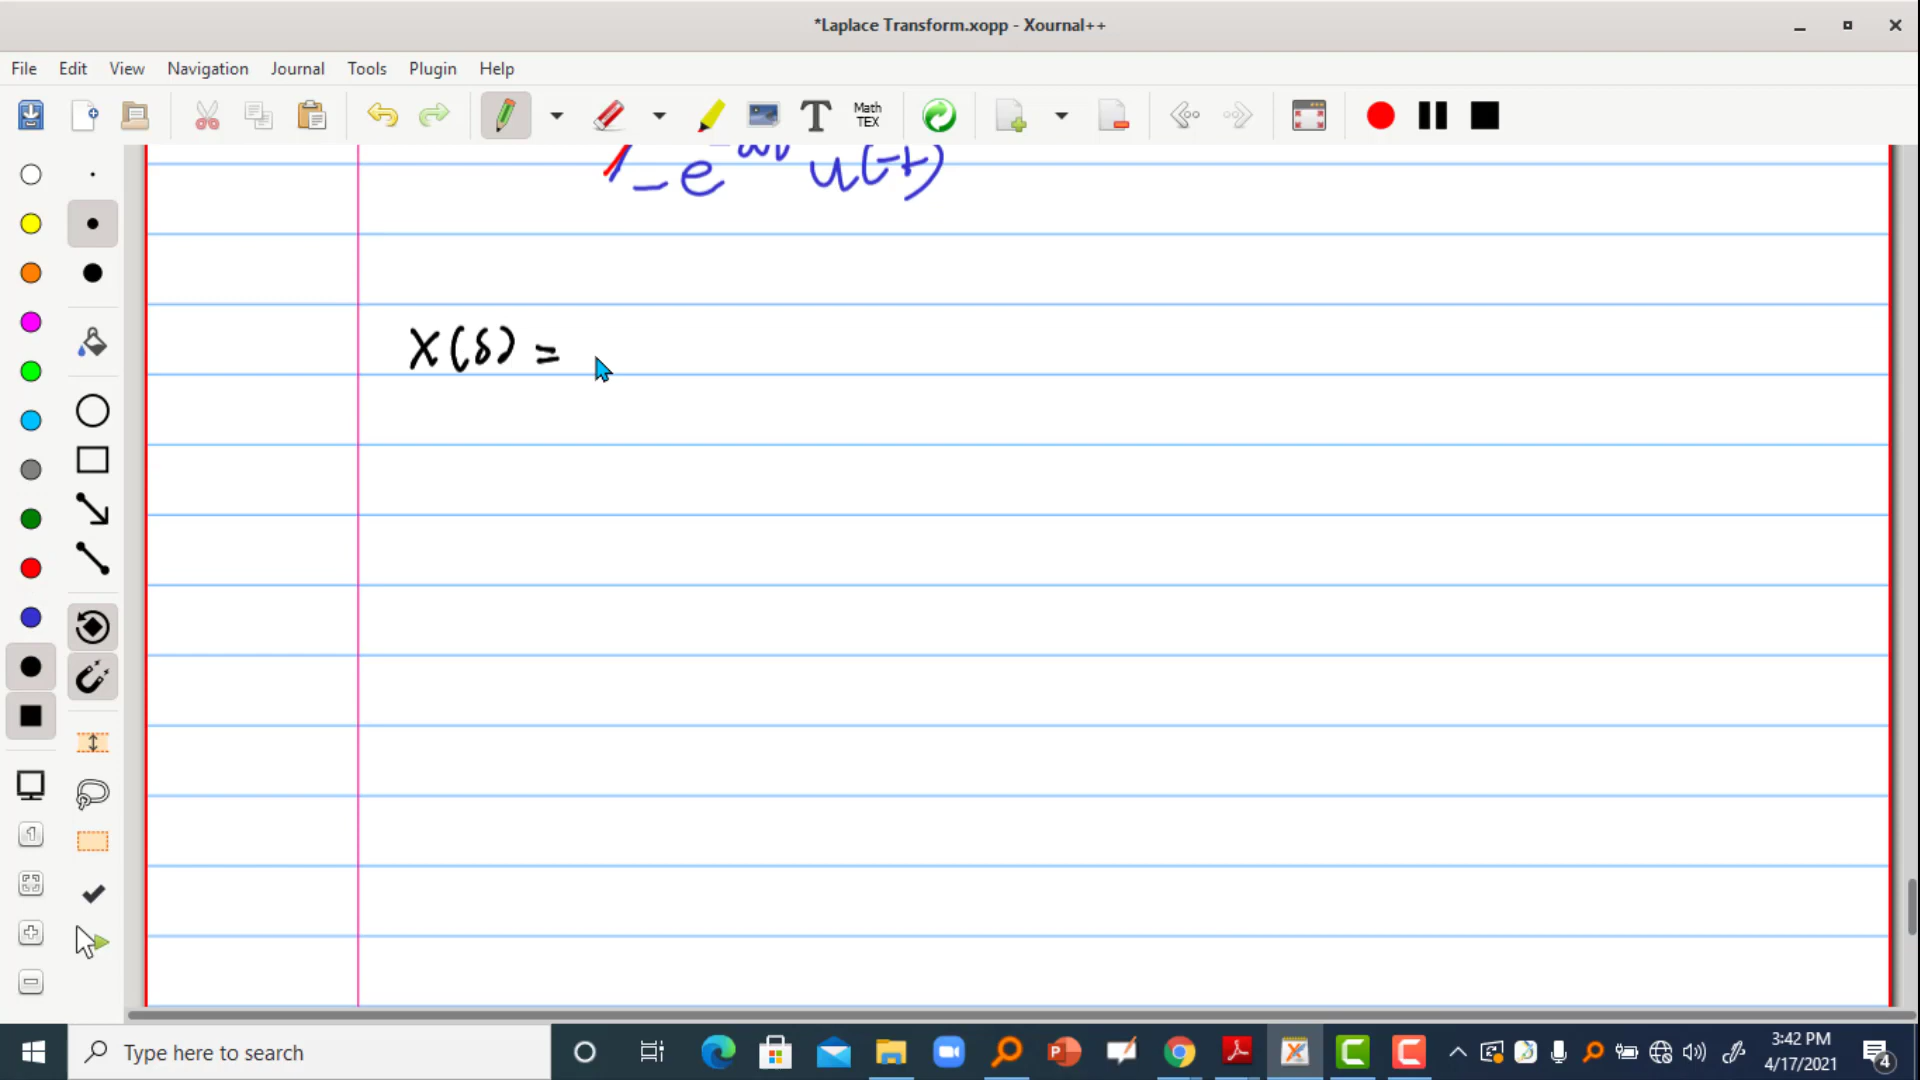 *Laplace Transform.xopp - Xournal++
File Edit View Navigation Journal Tools Plugin Help
Math
TEX
- e u(-t)
X(s) =
Type here to search
3:42 PM
4/17/2021
4